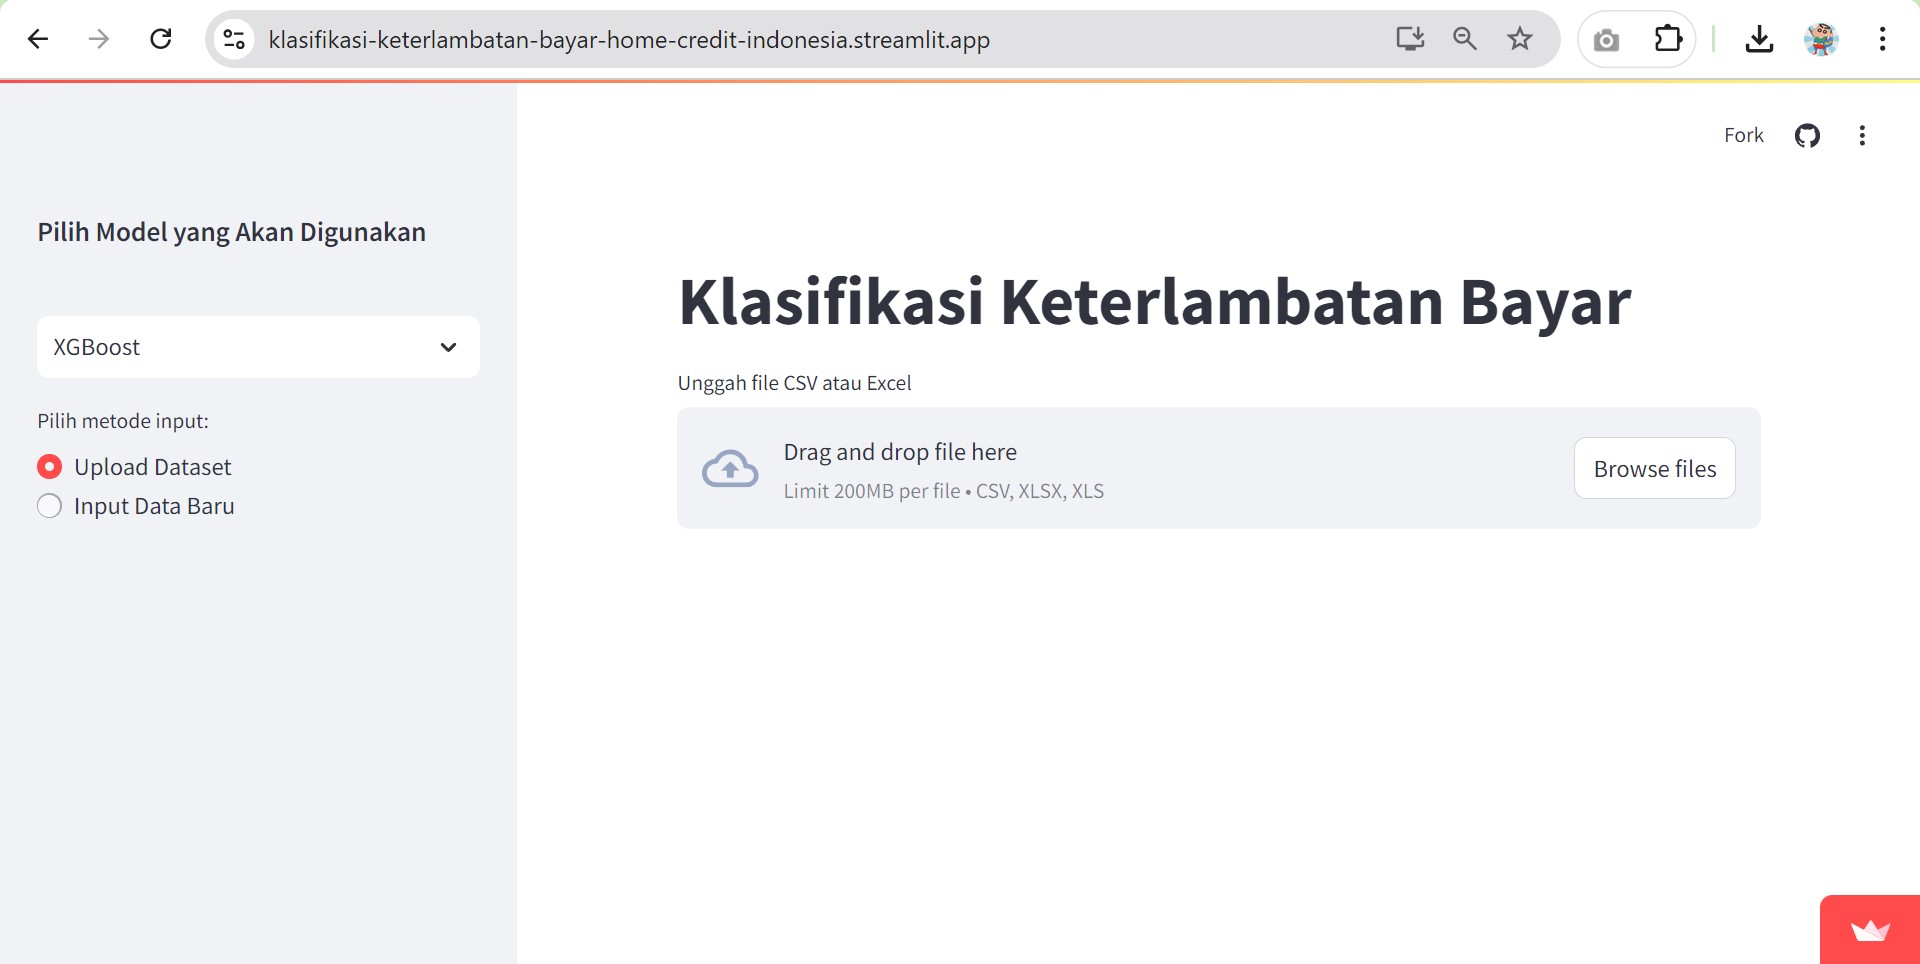 klasifikasi-keterlambatan-bayar-home-credit-indonesia.streamlit.app
Fork
Pilih Model yang Akan Digunakan
XGBoost
Pilih metode input:
Upload Dataset
Input Data Baru
Klasifikasi Keterlambatan Bayar
Unggah file CSV atau Excel
Drag and drop file here
Limit 200MB per file • CSV, XLSX, XLS
Browse files